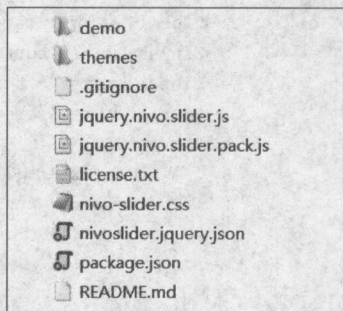 demo
themes
.gitignore
jquery.nivo.slider.js
jquery.nivo.slider.pack.js
license.txt
nivo-slider.css
nivoslider.jquery.json
package.json
README.md